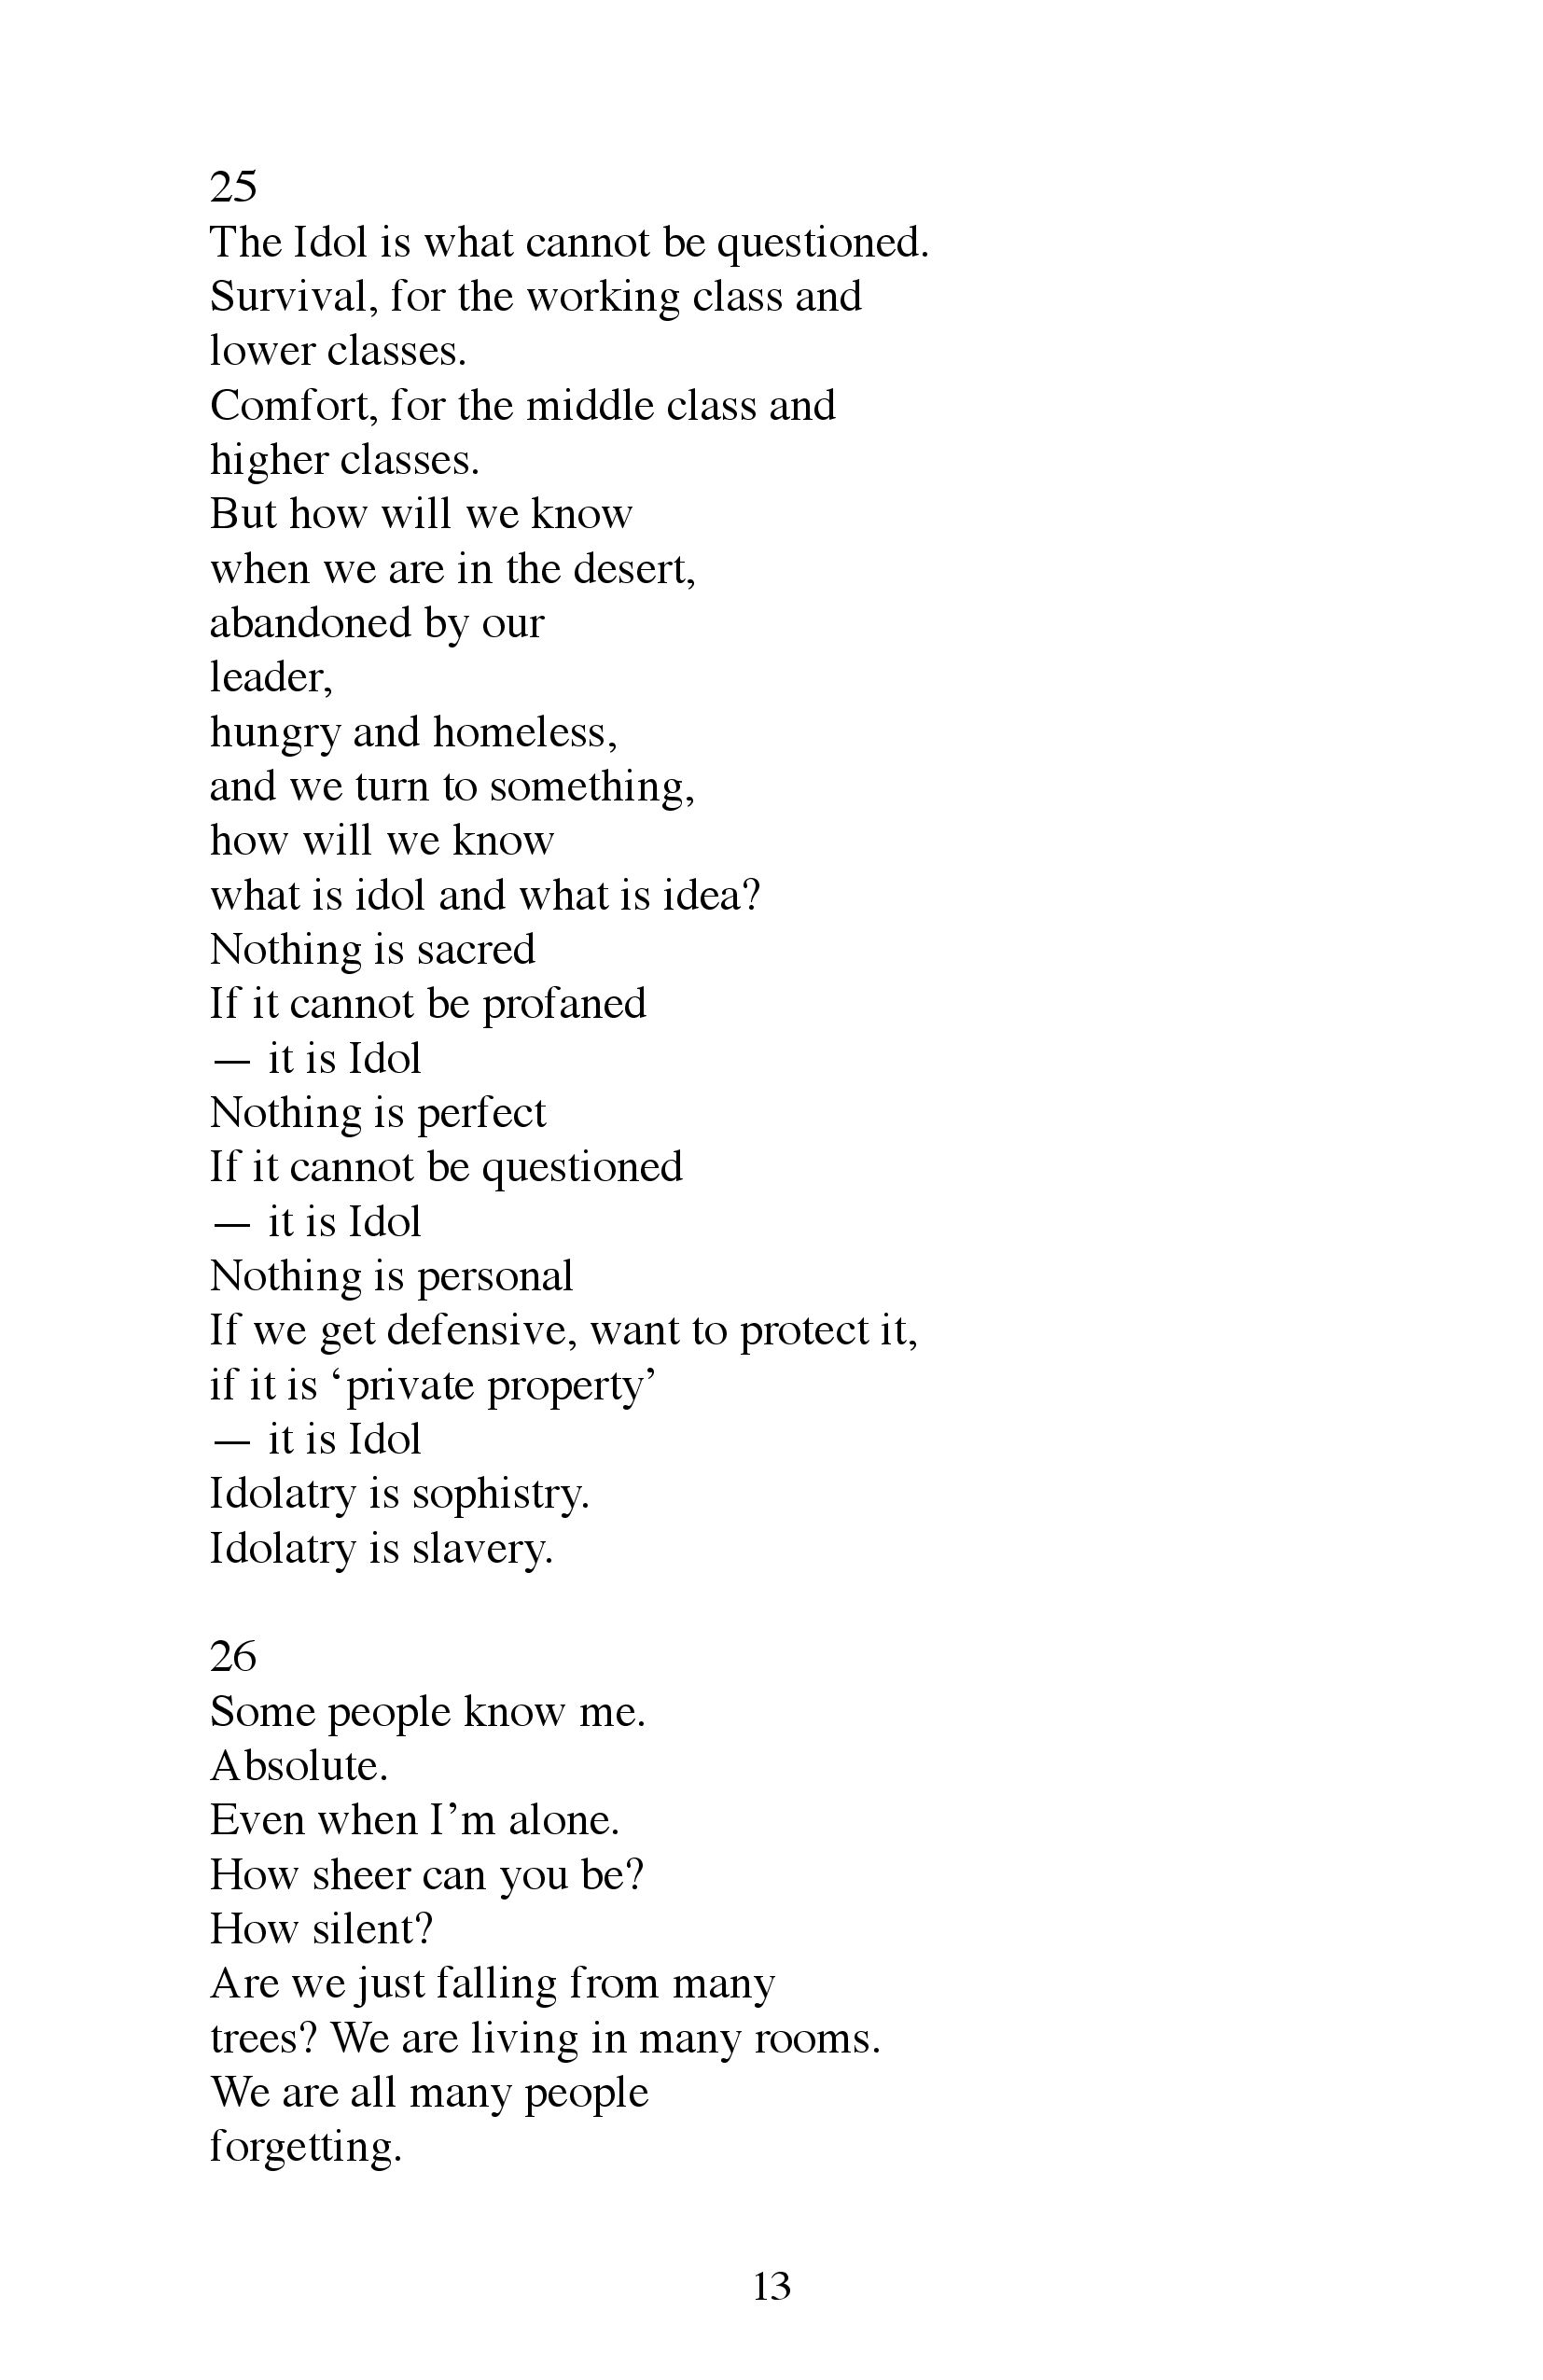 25
The Idol is what cannot be questioned.
Survival, for the working class and
lower classes.
Comfort, for the middle class and
higher classes.
But how will we know
when we are in the desert,
abandoned by our
leader,
hungry and homeless,
and we turn to something,
how will we know
what is idol and what is idea?
Nothing is sacred
If it cannot be profaned
— it is Idol
Nothing is perfect
If it cannot be questioned
— it is Idol
Nothing is personal
If we get defensive, want to protect it,
if it is ‘private property’
— it is Idol
Idolatry is sophistry.
Idolatry is slavery.

26
Some people know me.
Absolute.
Even when I’m alone.
How sheer can you be?
How silent?
Are we just falling from many
trees? We are living in many rooms.
We are all many people
forgetting.

13